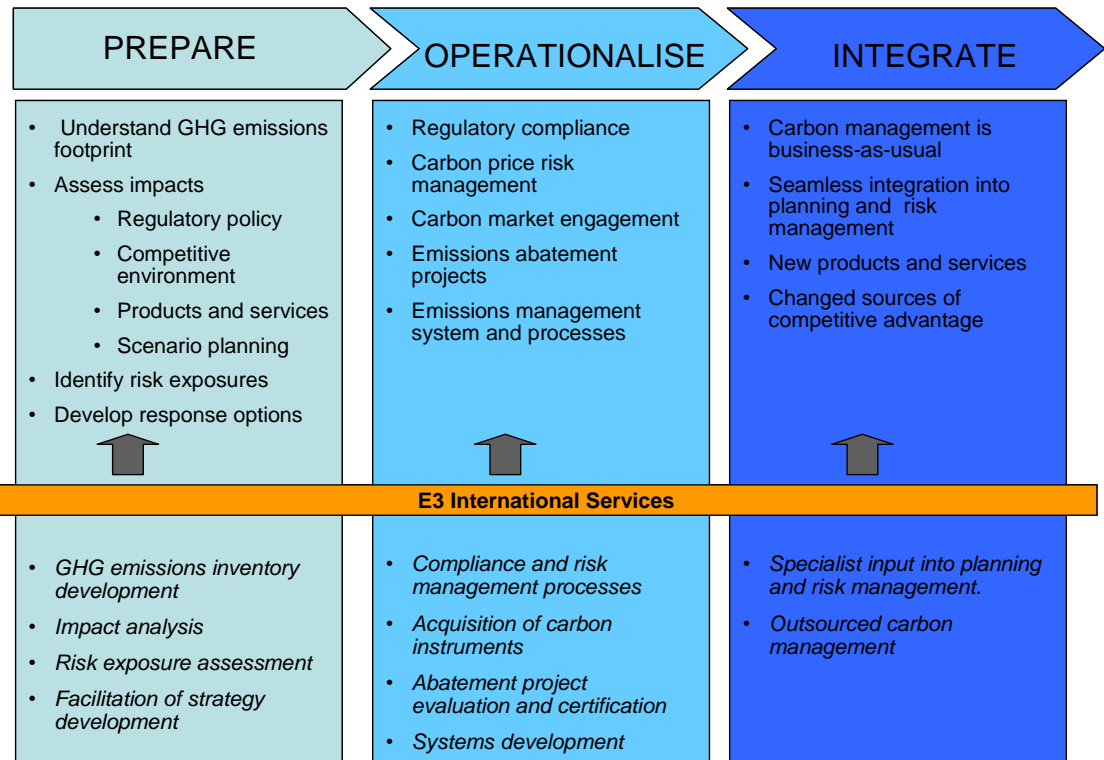 PREPARE
OPERATIONALISE
INTEGRATE
• Understand GHG emissions
footprint
• Assess impacts
• Regulatory policy
• Competitive
environment
• Products and services
• Scenario planning
• Identify risk exposures
• Develop response options
• Regulatory compliance
• Carbon price risk
management
• Carbon market engagement
• Emissions abatement
projects
• Emissions management
system and processes
• Carbon management is
business-as-usual
• Seamless integration into
planning and risk
management
• New products and services
• Changed sources of
competitive advantage
E3 International Services
• GHG emissions inventory
development
• Impact analysis
• Risk exposure assessment
• Facilitation of strategy
development
• Compliance and risk
management processes
• Acquisition of carbon
instruments
• Abatement project
evaluation and certification
• Systems development
• Specialist input into planning
and risk management.
• Outsourced carbon
management